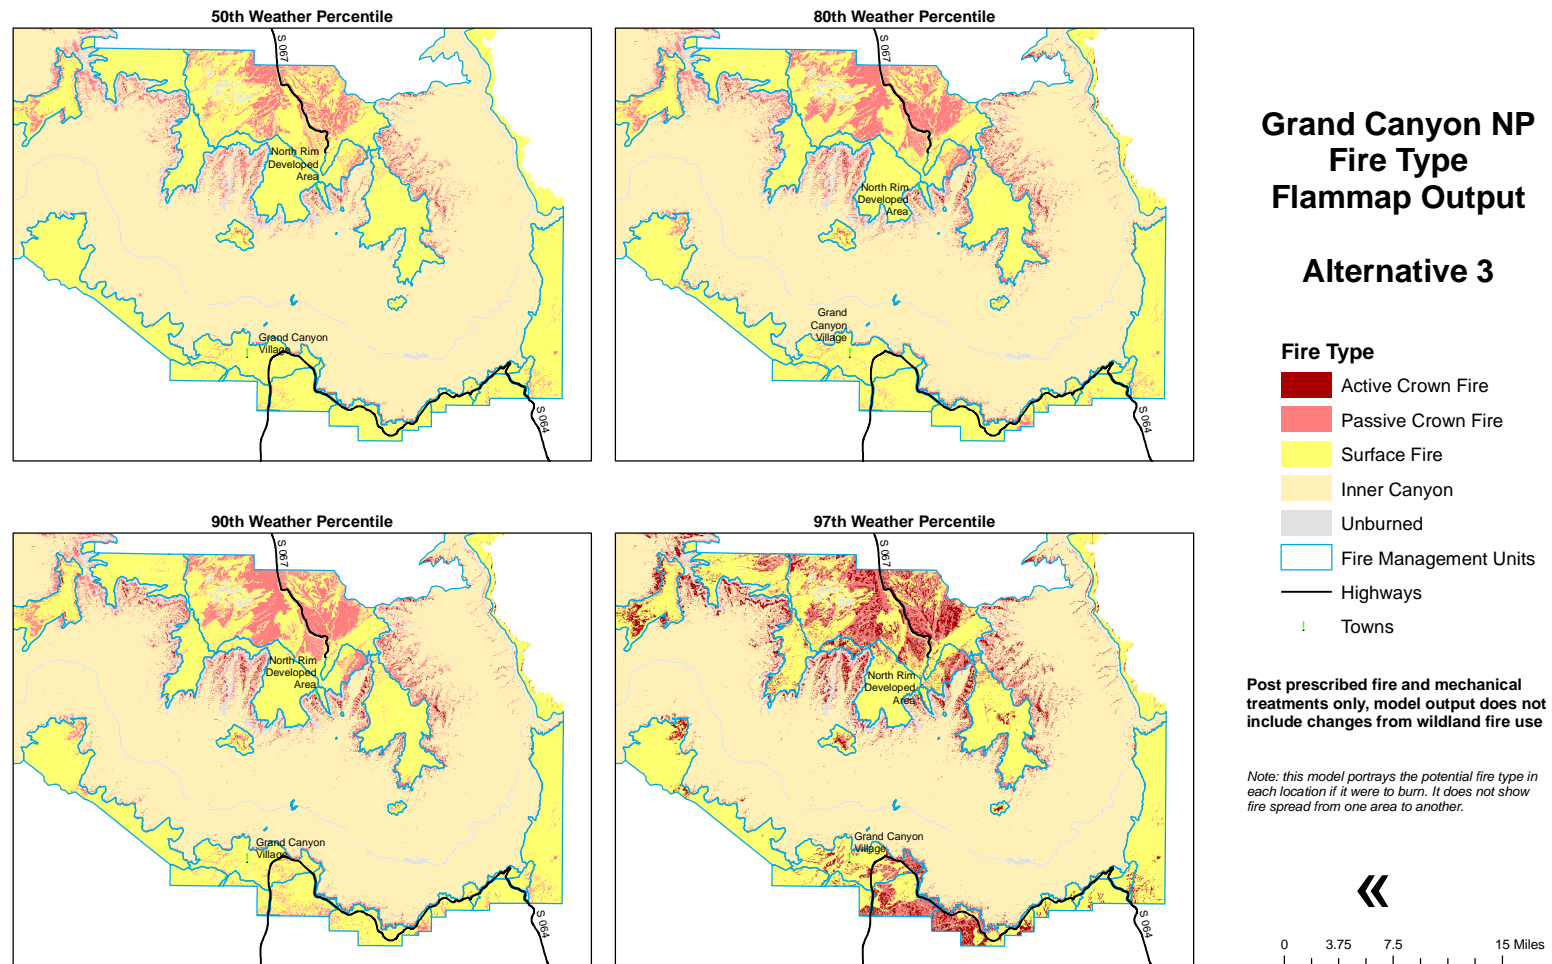 50th Weather Percentile
S 067
North Rim
Developed
Area
Grand Canyon
Village
S 064
80th Weather Percentile
S 067
North Rim
Developed
Area
Grand
Canyon
Village
S 064
90th Weather Percentile
S 067
North Rim
Developed
Area
Grand Canyon
Village
S 064
97th Weather Percentile
S 067
North Rim
Developed
Area
Grand Canyon
Village
S 064
Grand Canyon NP
Fire Type
Flammap Output
Alternative 3
Fire Type
Active Crown Fire
Passive Crown Fire
Surface Fire
Inner Canyon
Unburned
Fire Management Units
Highways
! Towns
Post prescribed fire and mechanical
treatments only, model output does not
include changes from wildland fire use
Note: this model portrays the potential fire type in
each location if it were to burn. It does not show
fire spread from one area to another.
«
0 3.75 7.5 15 Miles